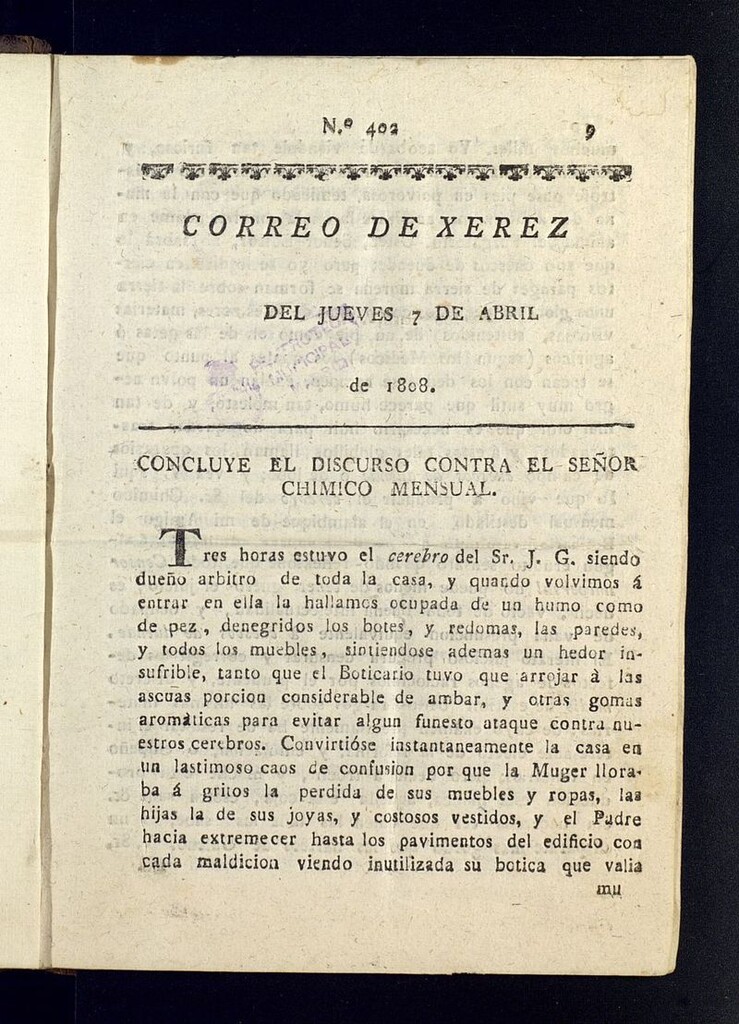 N.º 402 9
CORREO DE XEREZ
DEL JUEVES 7 DE ABRIL
de 1808.
CONCLUYE EL DISCURSO CONTRA EL SEÑOR
CHIMICO MENSUAL.
Tres horas estuvo el cerebro del Sr. J. G. siendo
dueño arbitro de toda la casa, y quando volvimos á
entrar en ella la hallamos ocupada de un humo como
de pez, denegridos los botes, y redomas, las paredes,
y todos los muebles, sintiendose ademas un hedor in-
sufrible, tanto que el Boticario tuvo que arrojar à las
ascuas porcion considerable de ambar, y otras gomas
aromáticas para evitar algun funesto ataque contra nu-
estros cerebros. Convirtióse instantaneamente la casa en
un lastimoso caos de confusion por que la Muger llora-
ba á gritos la perdida de sus muebles y ropas, las
hijas la de sus joyas, y costosos vestidos, y el Padre
hacia extremecer hasta los pavimentos del edificio con
cada maldicion viendo inutilizada su botica que valia
mu